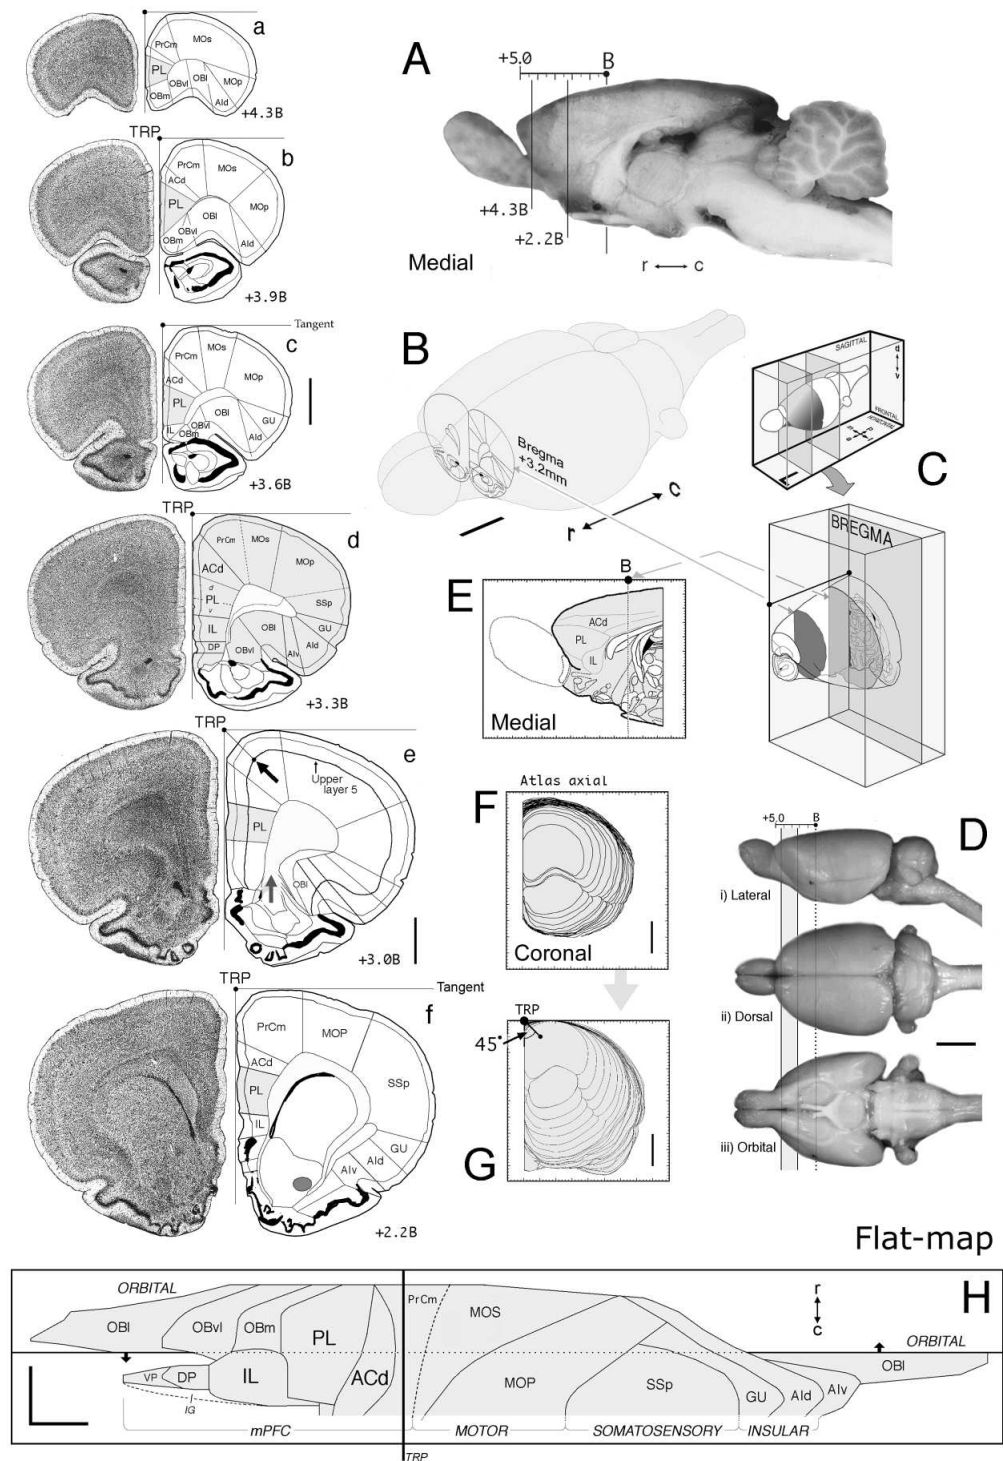 a
PrCm
MOs
PL
OBvl
OBl
MOp
OBm
AId
+4.3B
TRP
b
PrCm
MOs
ACd
PL
MOp
OBl
OBvl
OBm
AId
+3.9B
Tangent
c
MOs
PrCm
ACd
MOp
PL
OBl
GU
IL
OBvl
OBm
AId
+3.6B
TRP
d
PrCm
MOs
MOp
ACd
d
PL
v
SSp
IL
OBl
GU
DP
OBvl
AIv
AId
+3.3B
TRP
e
Upper
layer 5
PL
OBl
+3.0B
TRP
Tangent
f
PrCm
MOP
ACd
PL
SSp
IL
GU
AId
AIv
+2.2B
A
+5.0
B
+4.3B
+2.2B
Medial
r c
B
Bregma
+3.2mm
r c
SAGITTAL
d
v
FRONTAL
HORIZONTAL
C
BREGMA
B
E
ACd
PL
IL
Medial
Atlas axial
F
Coronal
TRP
45°
G
+5.0 B
D
i) Lateral
ii) Dorsal
iii) Orbital
Flat-map
H
ORBITAL
OBl
OBvl
OBm
PL
ACd
PrCm
MOS
r
c
ORBITAL
OBl
VP
DP
IL
IG
MOP
SSp
GU
AId
AIv
mPFC
MOTOR
SOMATOSENSORY
INSULAR
TRP